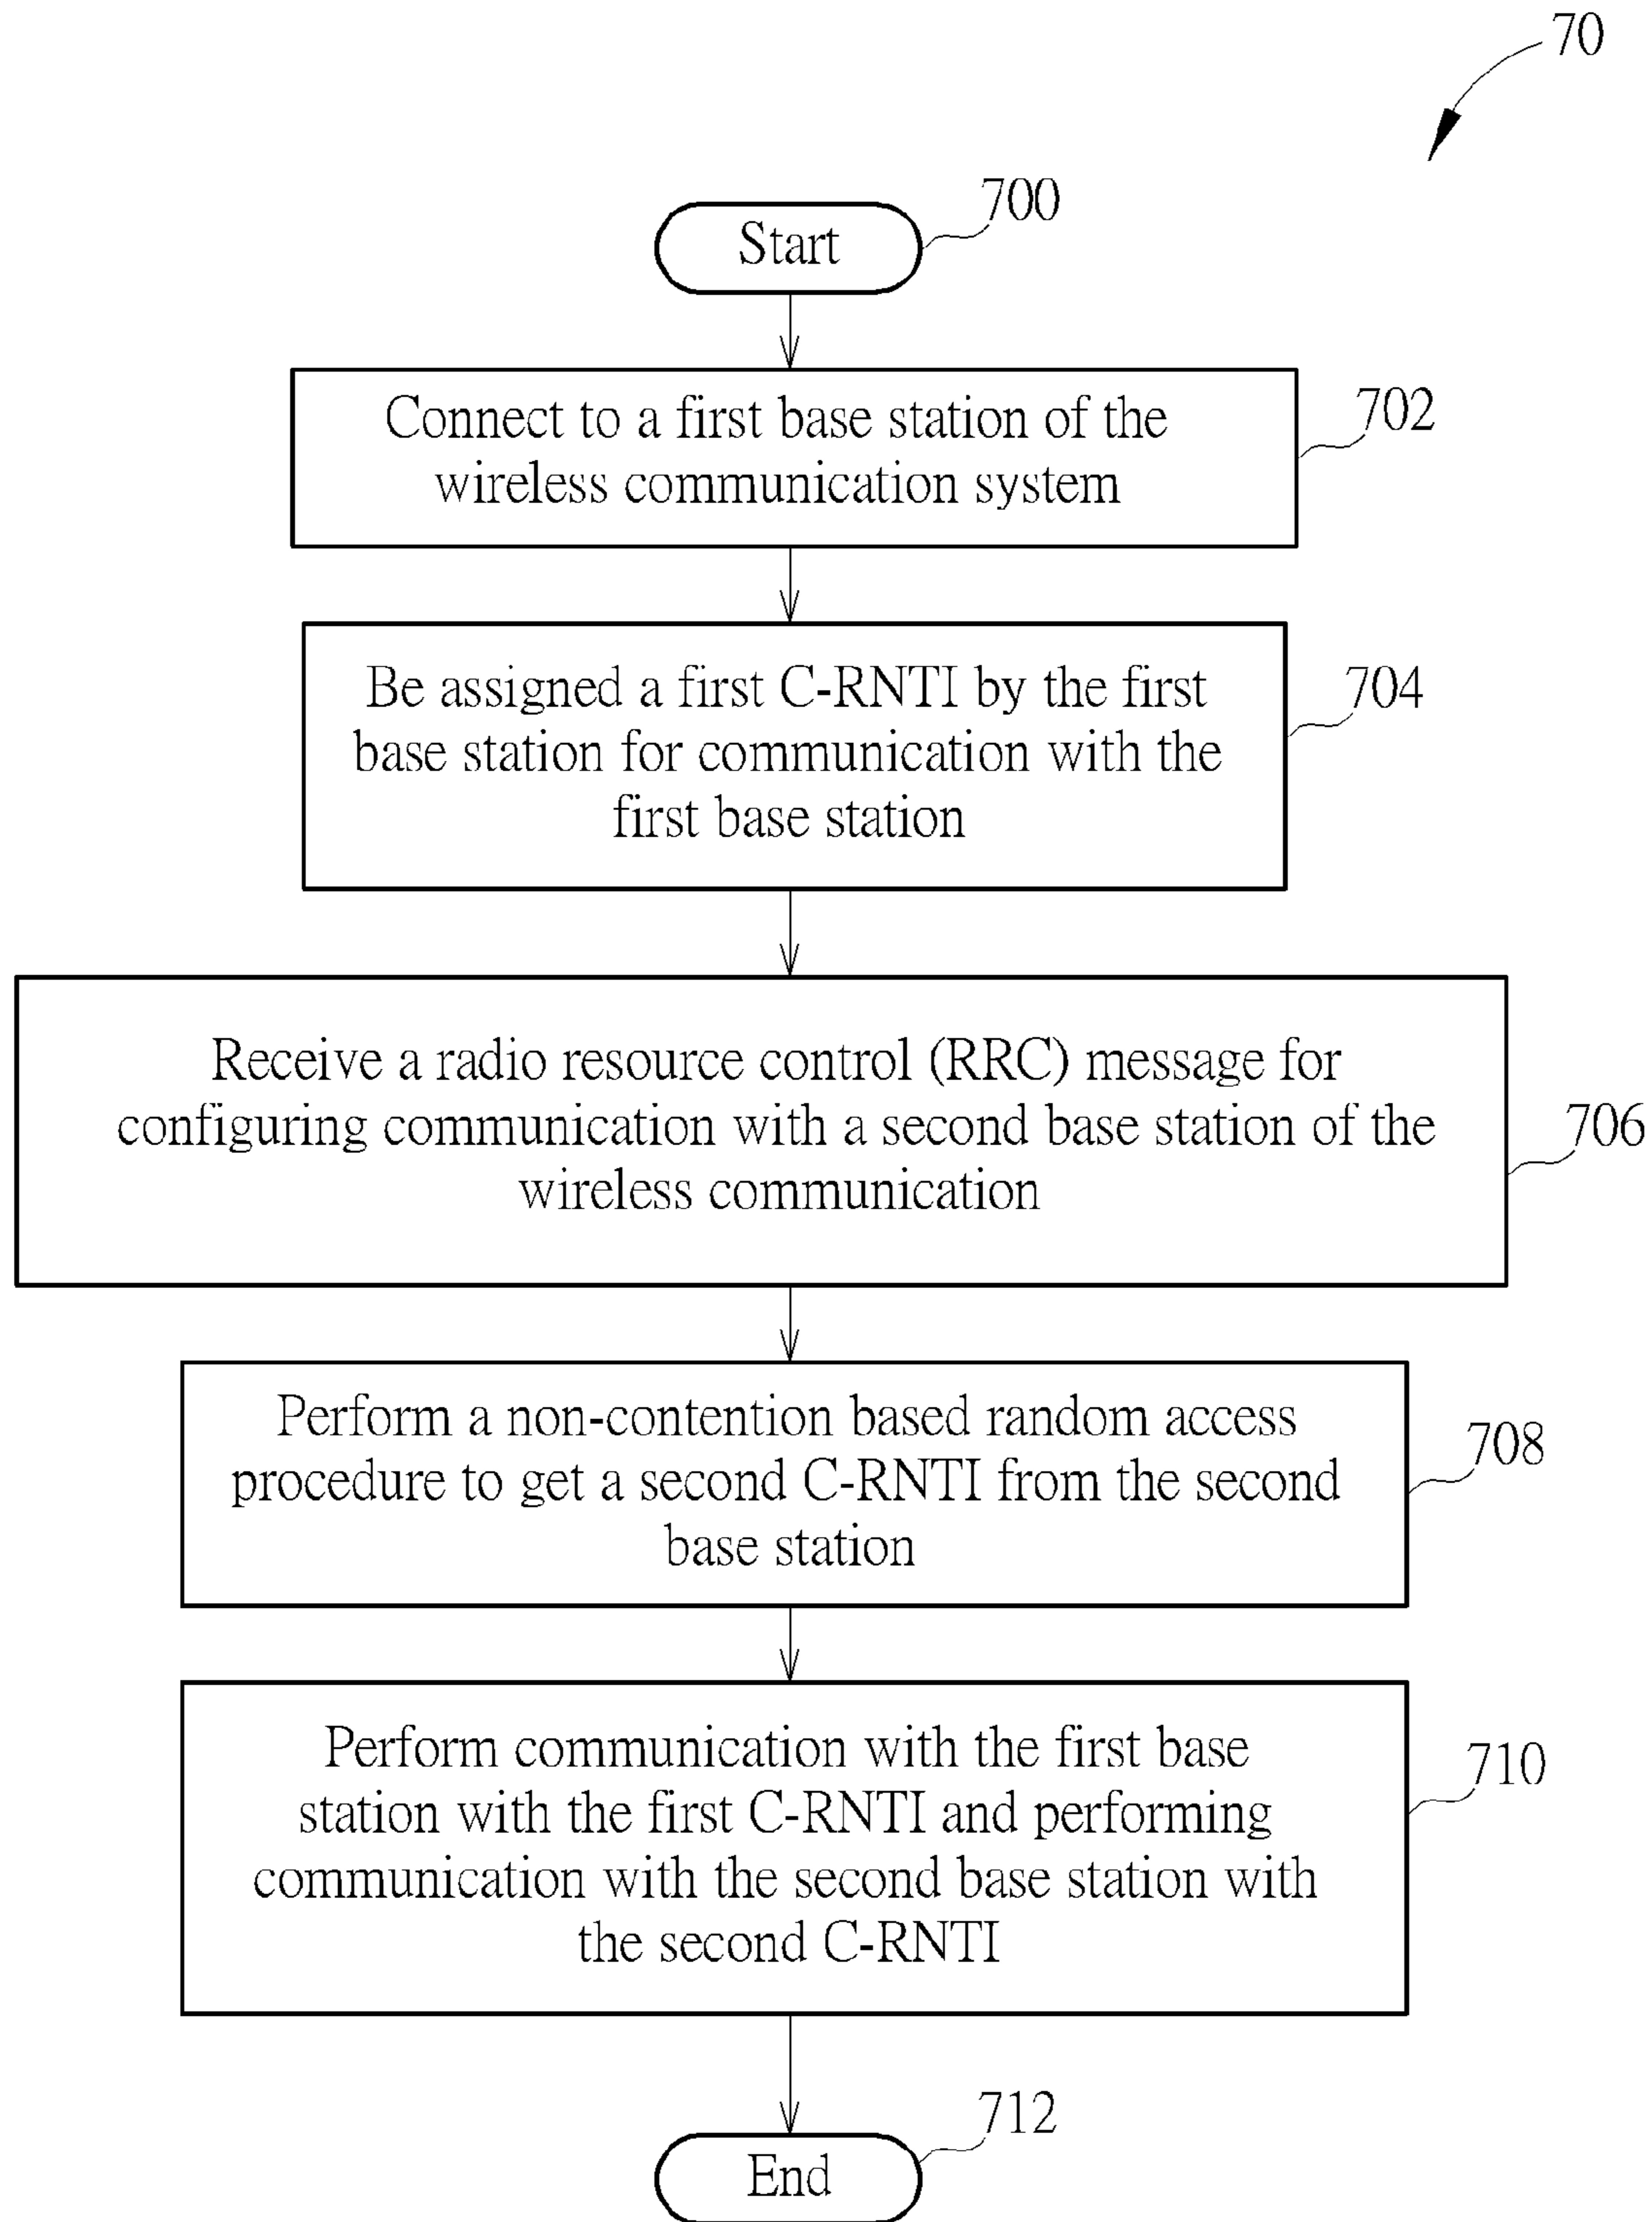 70
Start
700
Connect to a first base station of the
wireless communication system
702
Be assigned a first C-RNTI by the first
base station for communication with the
first base station
704
Receive a radio resource control (RRC) message for
configuring communication with a second base station of the
wireless communication
706
Perform a non-contention based random access
procedure to get a second C-RNTI from the second
base station
708
Perform communication with the first base
station with the first C-RNTI and performing
communication with the second base station with
the second C-RNTI
710
End
712